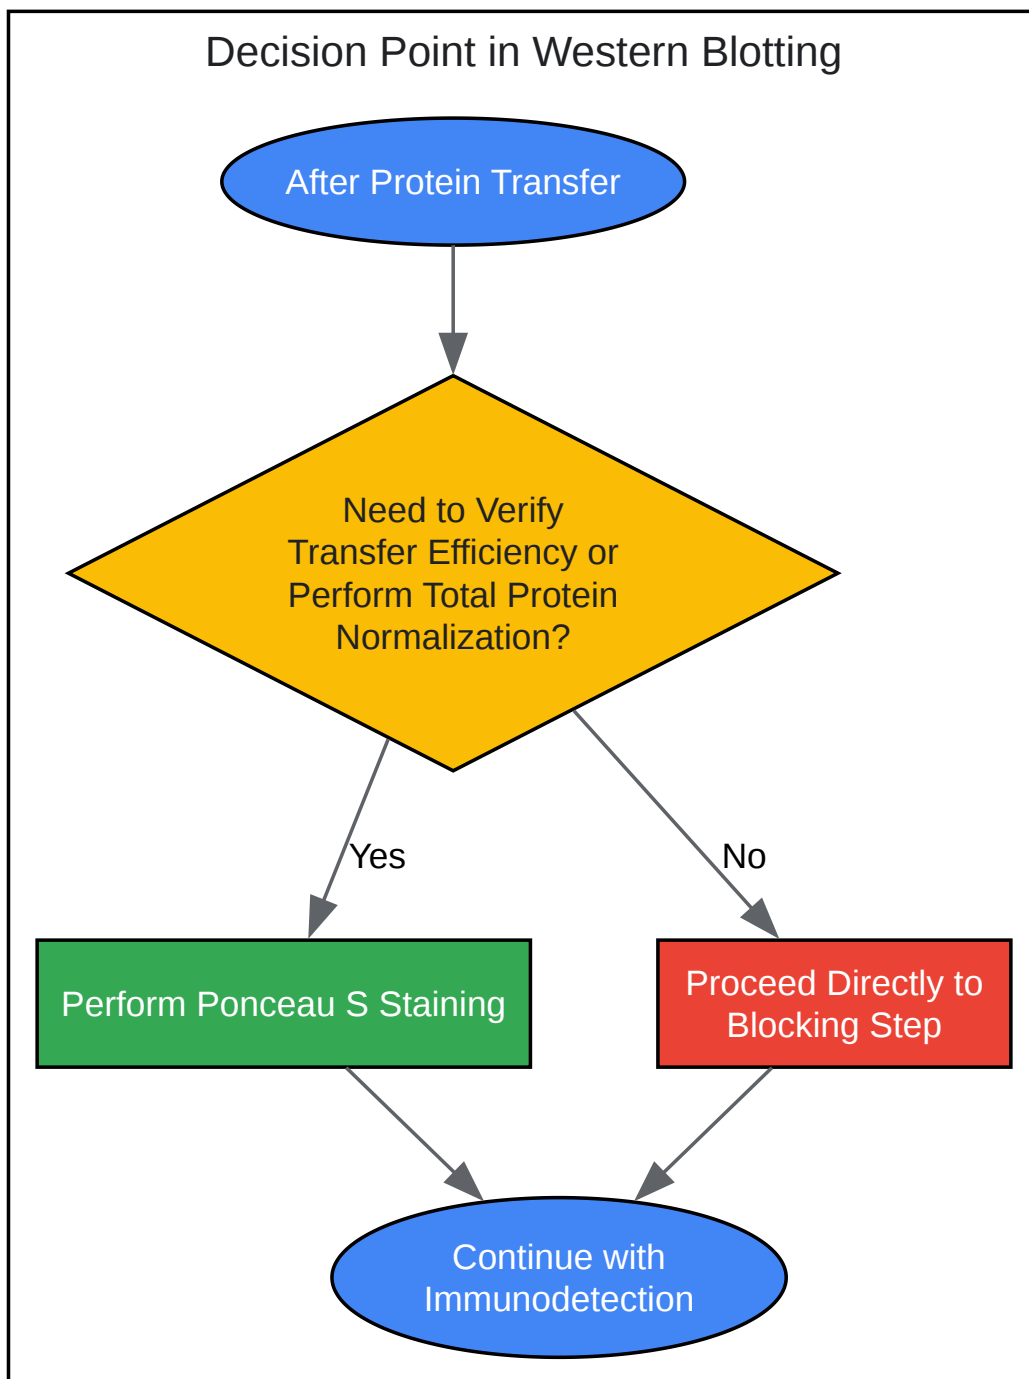 Decision Point in Western Blotting
After Protein Transfer
Need to Verify
Transfer Efficiency or
Perform Total Protein
Normalization?
Yes
No
Perform Ponceau S Staining
Proceed Directly to
Blocking Step
Continue with
Immunodetection